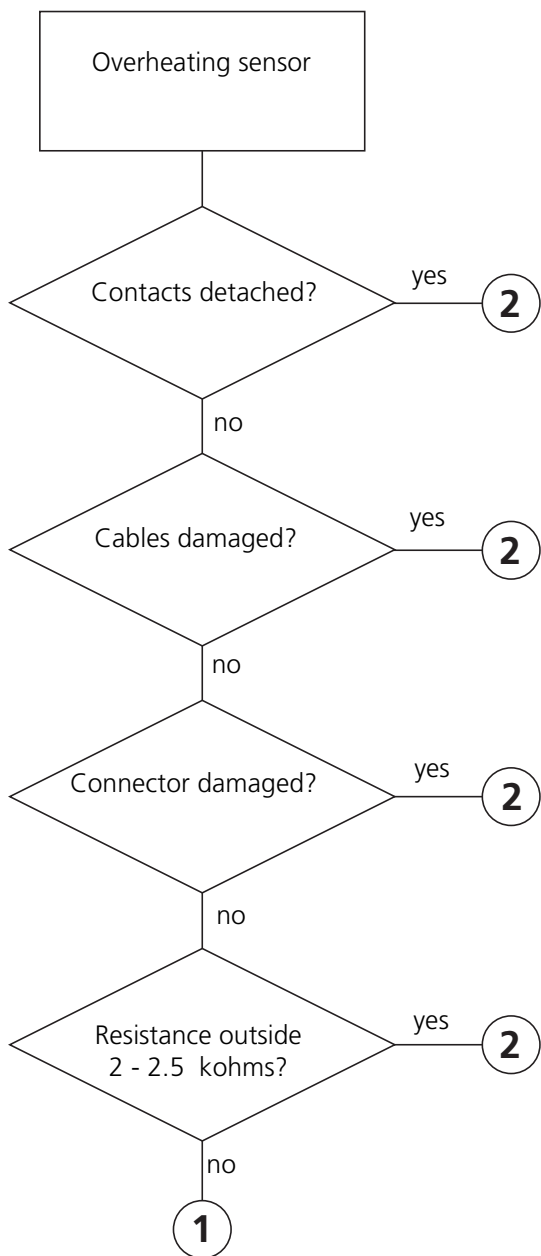 Overheating sensor
Contacts detached?
yes
2
no
Cables damaged?
yes
2
no
Connector damaged?
yes
2
no
Resistance outside
2 - 2.5 kohms?
yes
2
no
1